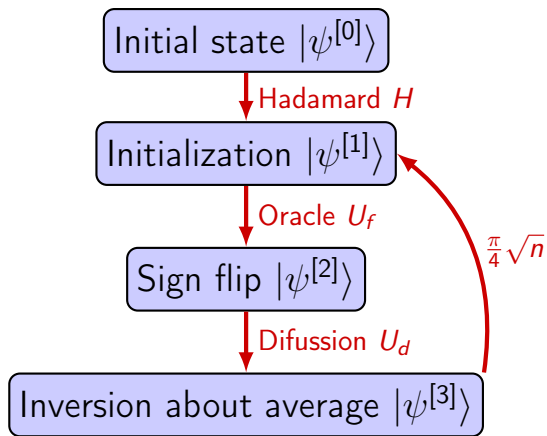 Initial state |ψ^[0]⟩
Hadamard H
Initialization |ψ^[1]⟩
Oracle U_f
π/4 √n
Sign flip |ψ^[2]⟩
Difussion U_d
Inversion about average |ψ^[3]⟩